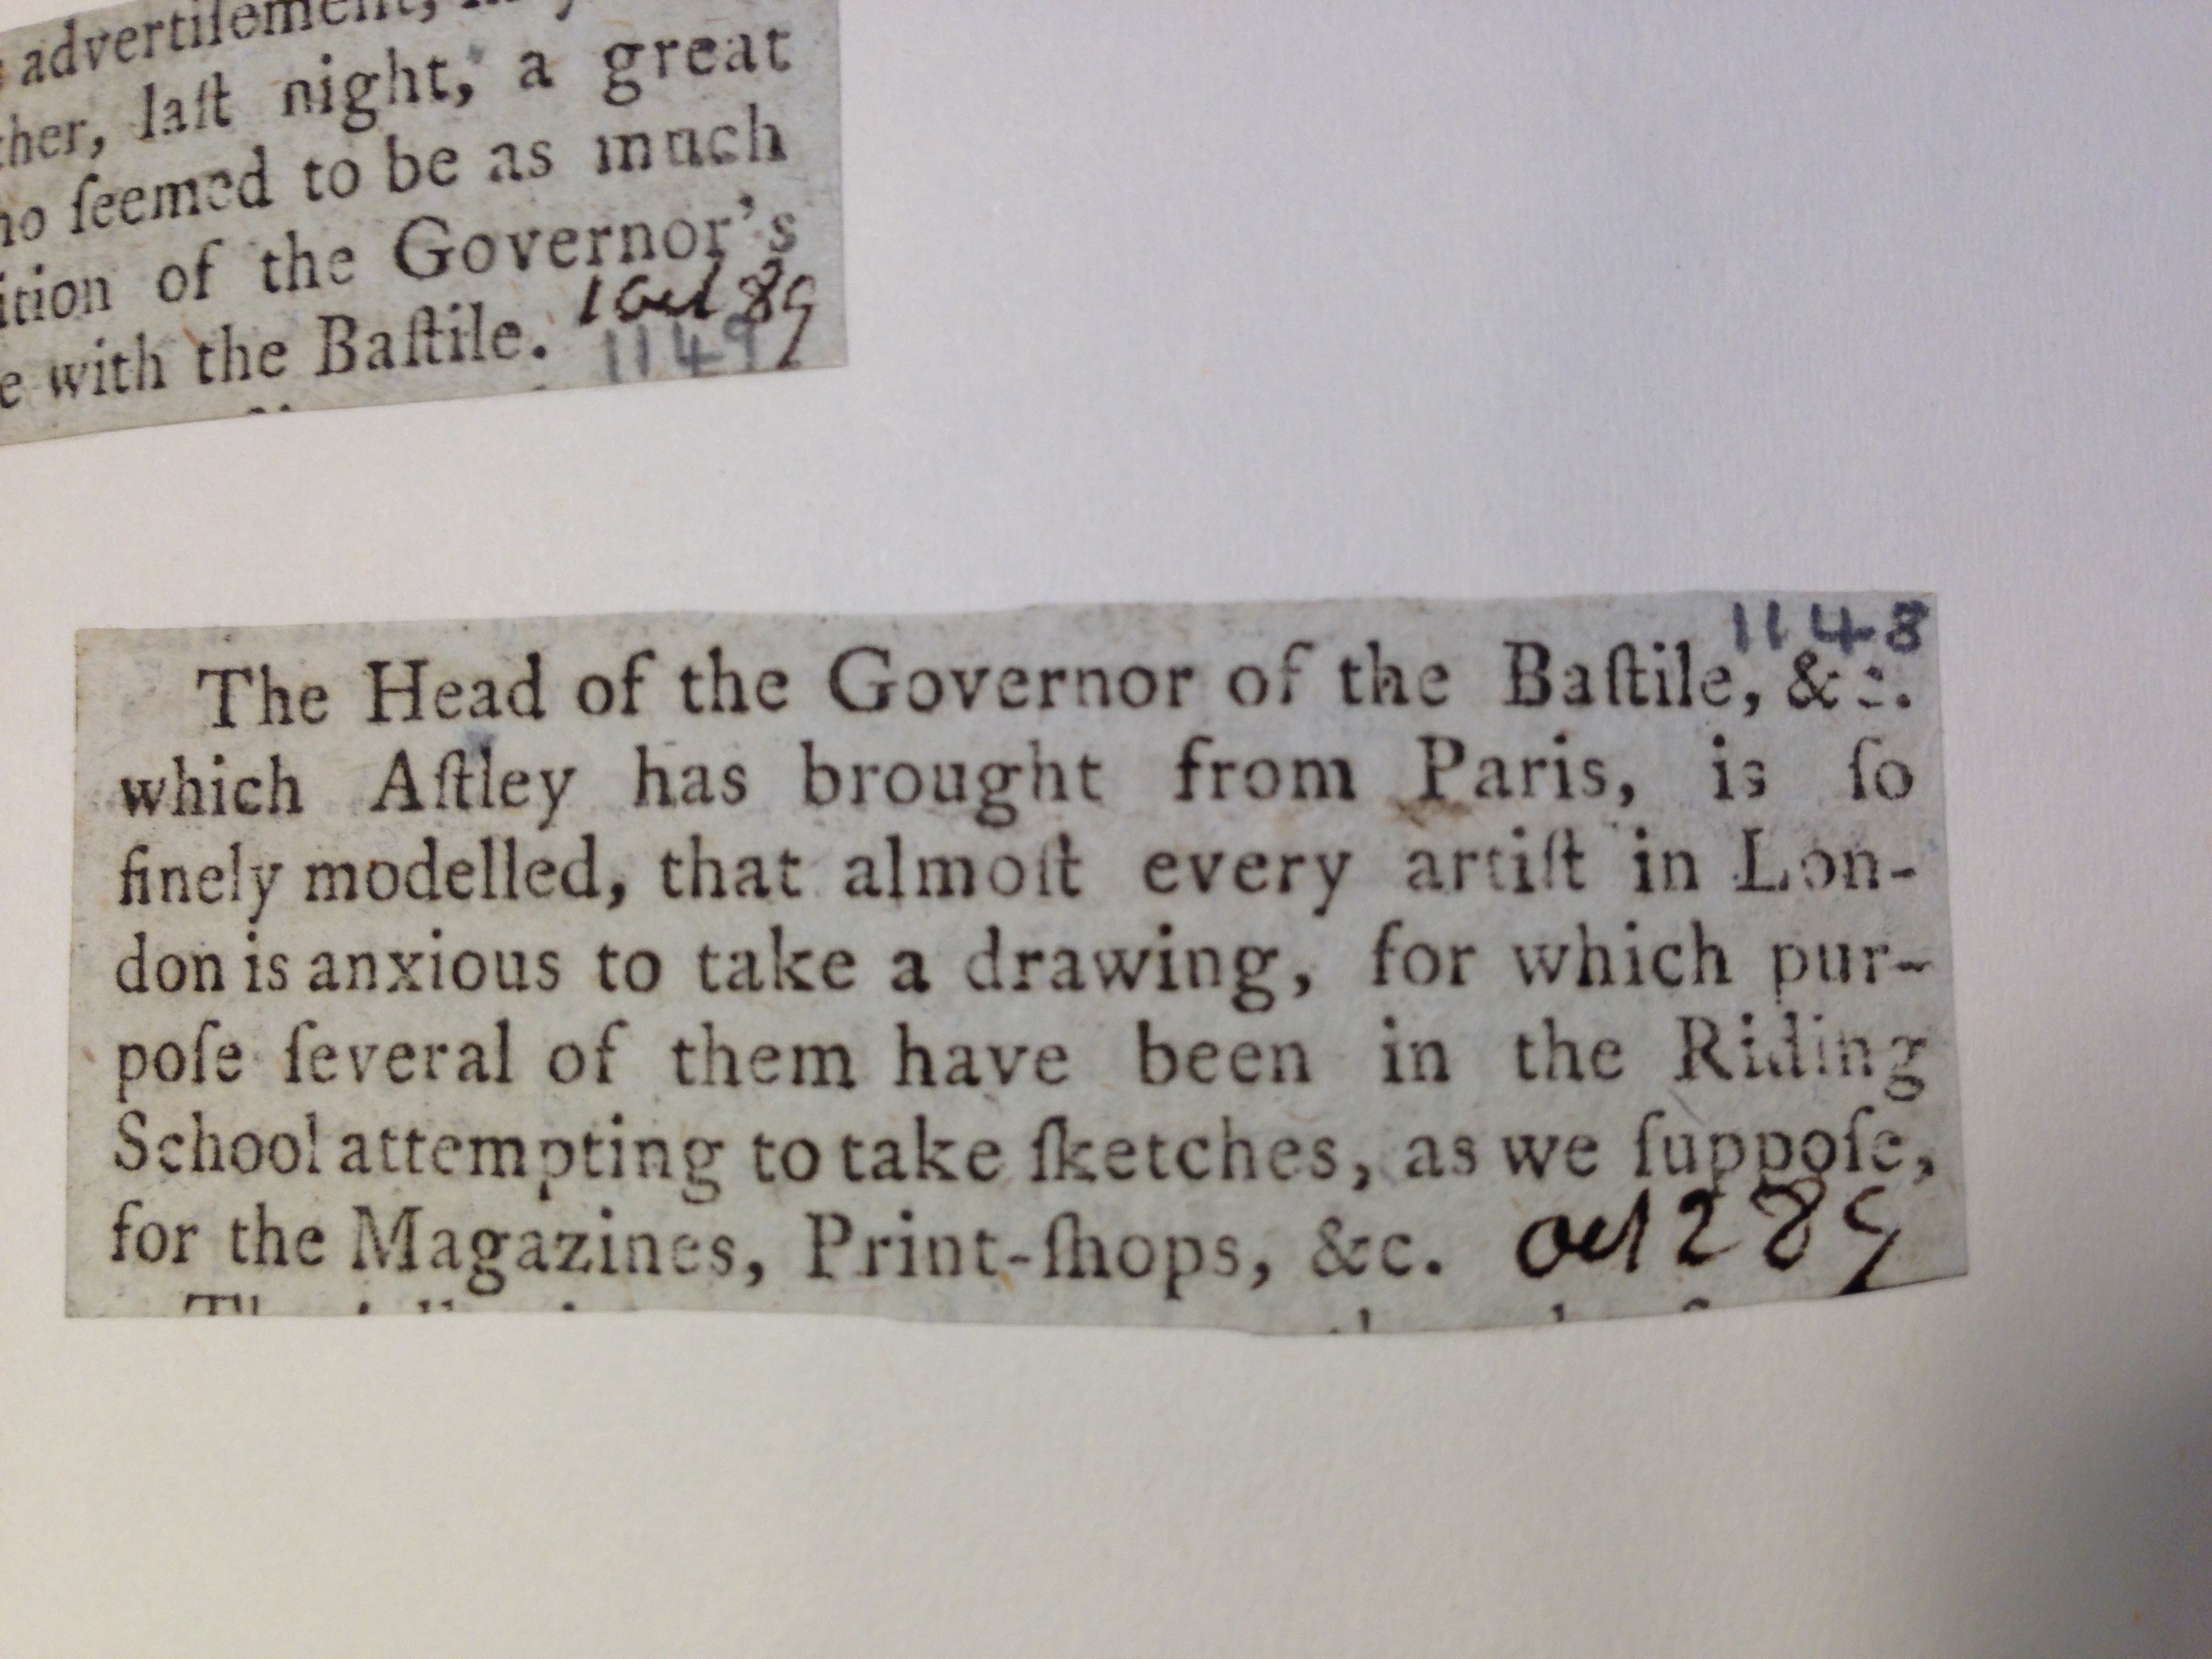 advertiſement,
ther, laſt night, a great
ho ſeemed to be as much
ition of the Governor's
e with the Baſtile. 1 Oct 89
1149
1148
The Head of the Governor of the Baſtile, &c.
which Aſtley has brought from Paris, is ſo
finely modelled, that almoſt every artiſt in Lon-
don is anxious to take a drawing, for which pur-
poſe ſeveral of them have been in the Riding
School attempting to take ſketches, as we ſuppoſe,
for the Magazines, Print-ſhops, &c. Oct 2 89